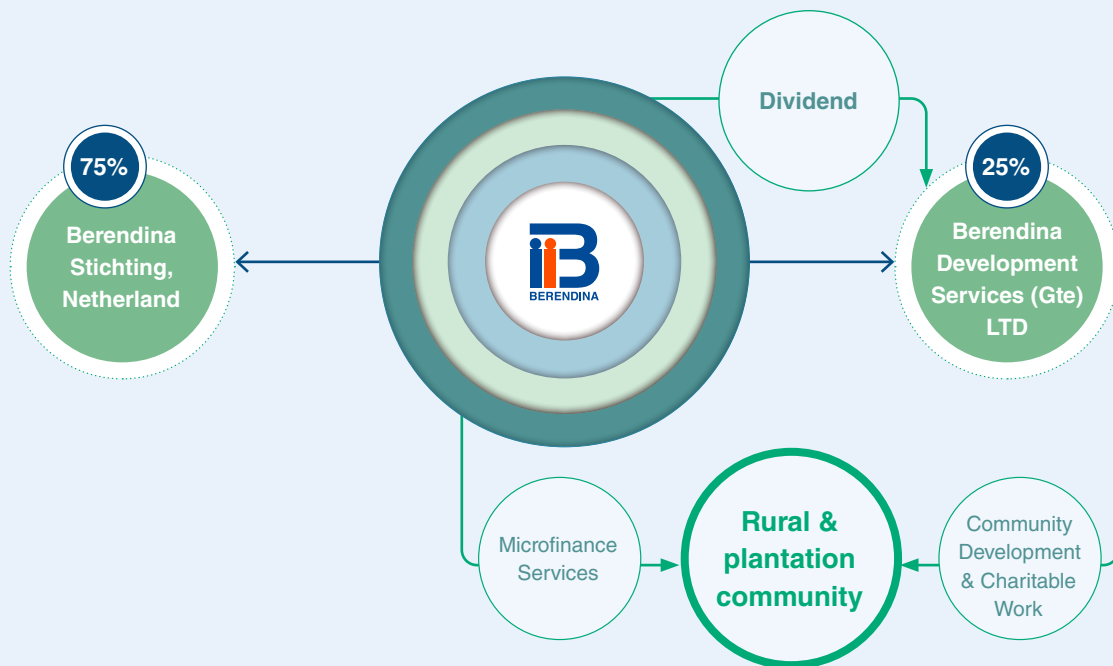 Dividend
75%
Berendina
Stichting,
Netherland
BERENDINA
25%
Berendina
Development
Services (Gte)
LTD
Microfinance
Services
Rural &
plantation
community
Community
Development
& Charitable
Work